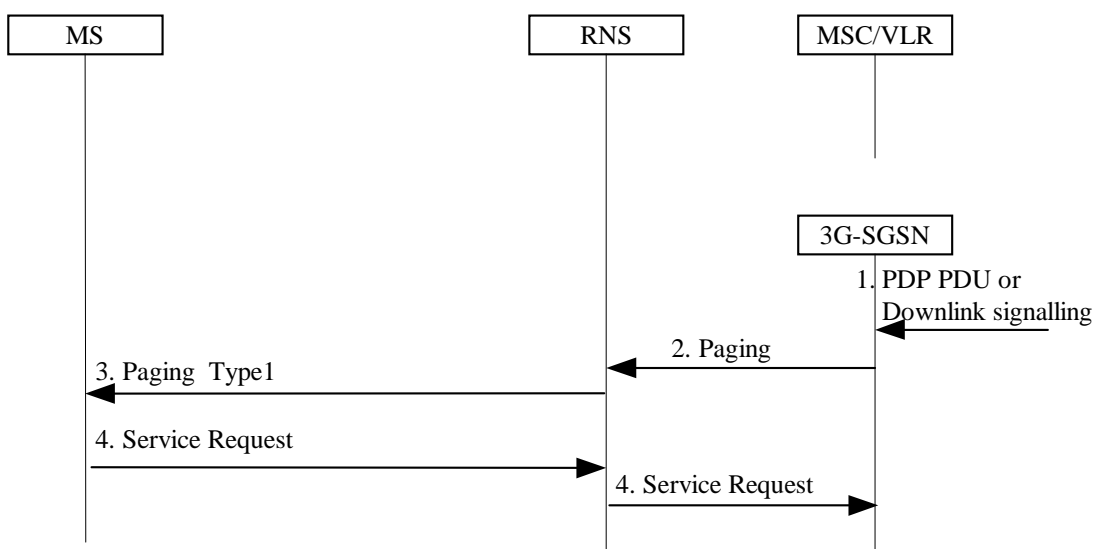 MS
RNS
MSC/VLR
3G-SGSN
1. PDP PDU or
Downlink signalling
2. Paging
3. Paging Type1
4. Service Request
4. Service Request